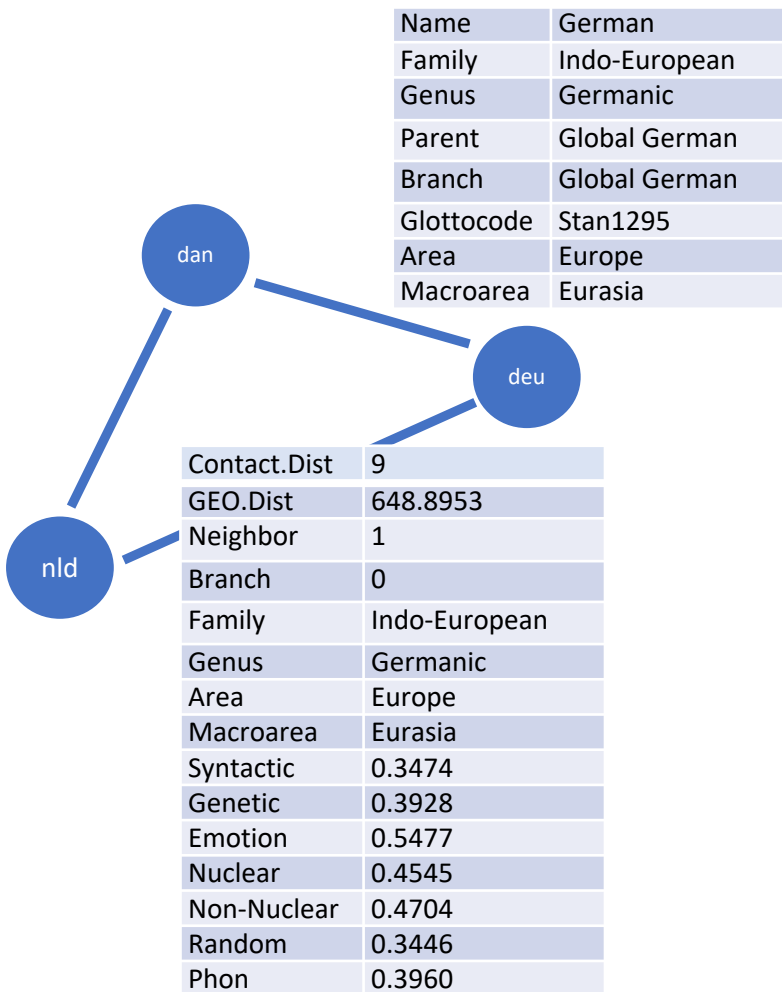 Name German
Family Indo-European
Genus Germanic
Parent Global German
Branch Global German
Glottocode Stan1295
Area Europe
Macroarea Eurasia
dan
deu
nld
Contact.Dist 9
GEO.Dist 648.8953
Neighbor 1
Branch 0
Family Indo-European
Genus Germanic
Area Europe
Macroarea Eurasia
Syntactic 0.3474
Genetic 0.3928
Emotion 0.5477
Nuclear 0.4545
Non-Nuclear 0.4704
Random 0.3446
Phon 0.3960